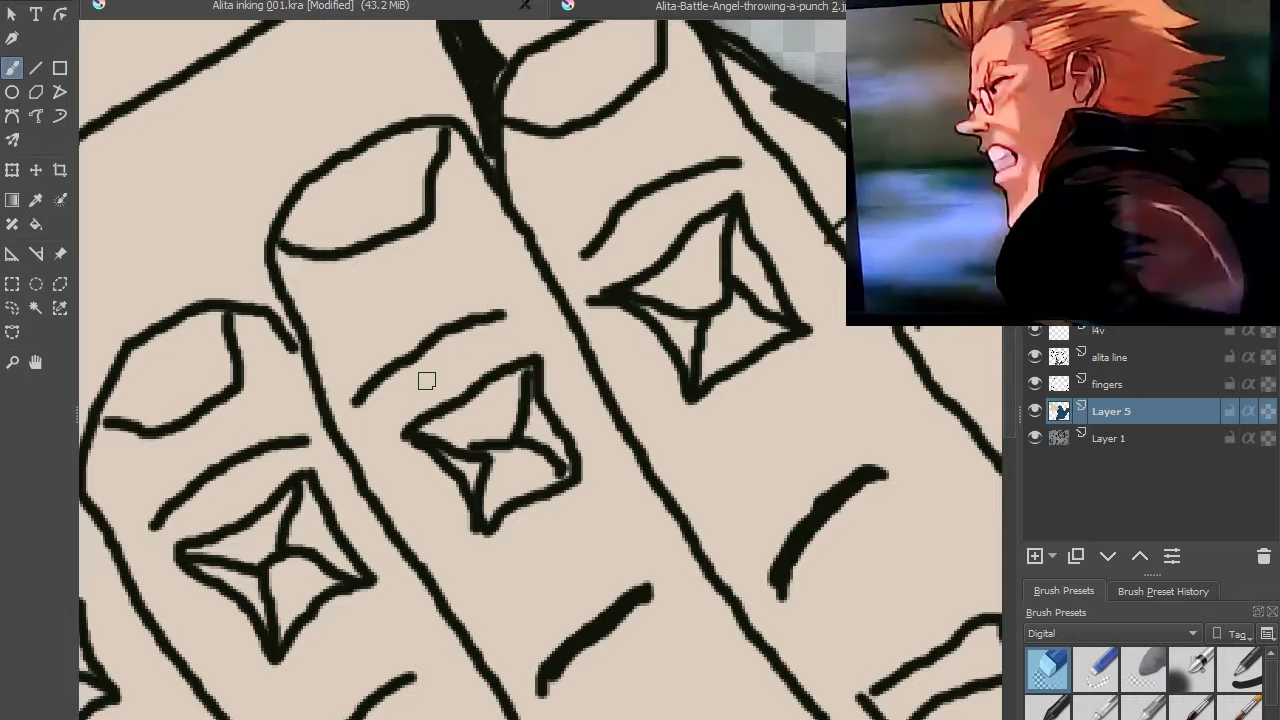 Alita inking 001.kra [Modified] (43.2 MiB)
Alita-Battle-Angel-throwing-a-punch 2.j
l4v
alita line
fingers
Layer 5
Layer 1
Brush Presets
Brush Preset History
Brush Presets
Digital
Tag